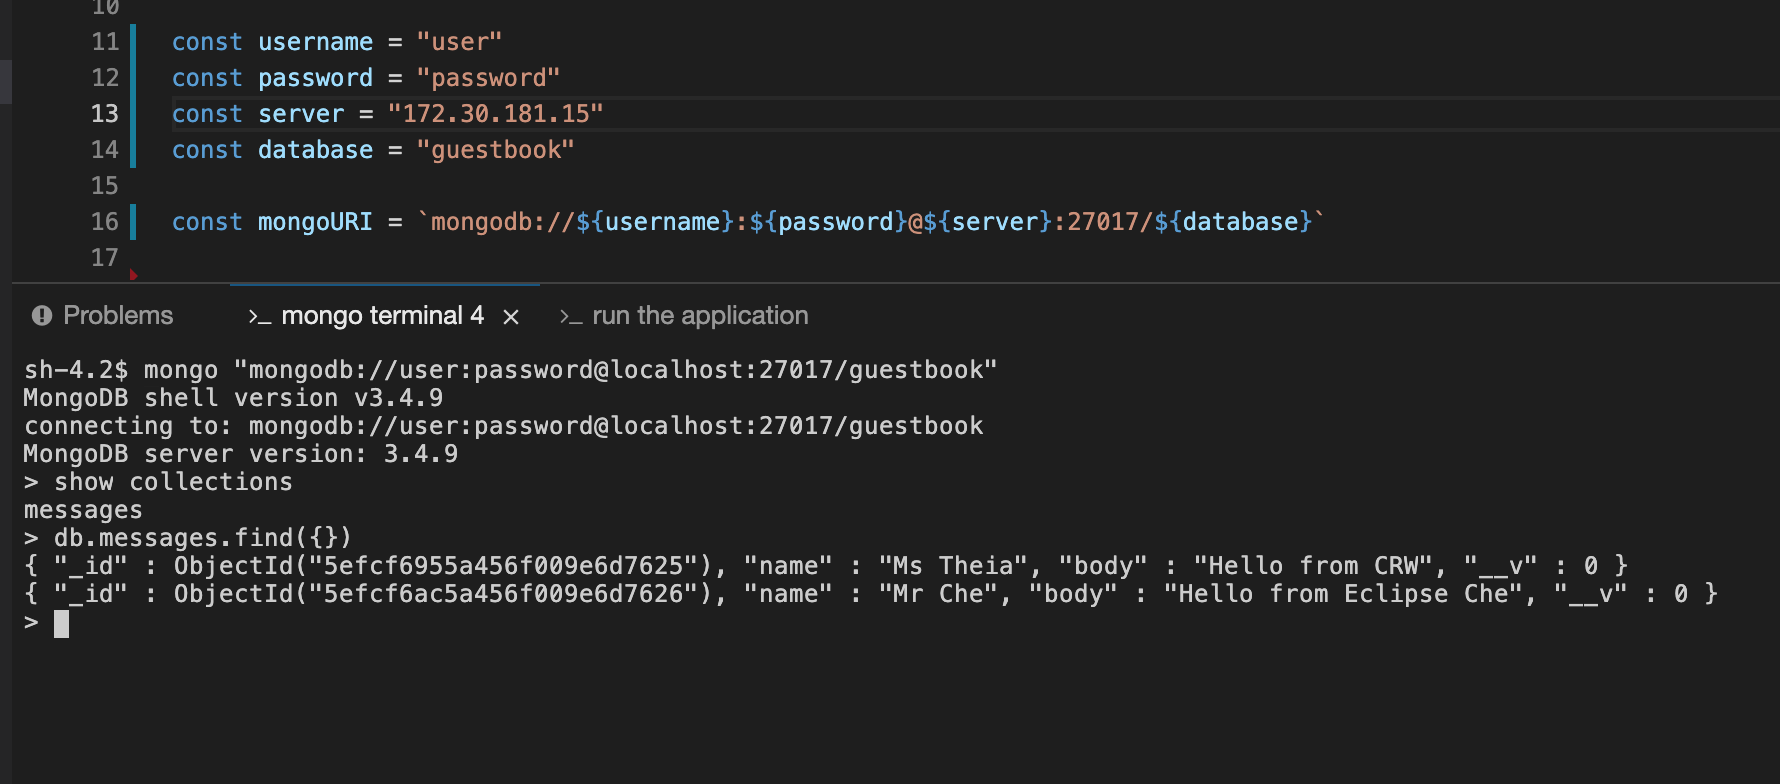 10
11 const username = "user"
12 const password = "password"
13 const server = "172.30.181.15"
14 const database = "guestbook"
15
16 const mongoURI = `mongodb://${username}:${password}@${server}:27017/${database}`
17
Problems >_ mongo terminal 4 × >_ run the application
sh-4.2$ mongo "mongodb://user:password@localhost:27017/guestbook"
MongoDB shell version v3.4.9
connecting to: mongodb://user:password@localhost:27017/guestbook
MongoDB server version: 3.4.9
> show collections
messages
> db.messages.find({})
{ "_id" : ObjectId("5efcf6955a456f009e6d7625"), "name" : "Ms Theia", "body" : "Hello from CRW", "__v" : 0 }
{ "_id" : ObjectId("5efcf6ac5a456f009e6d7626"), "name" : "Mr Che", "body" : "Hello from Eclipse Che", "__v" : 0 }
>